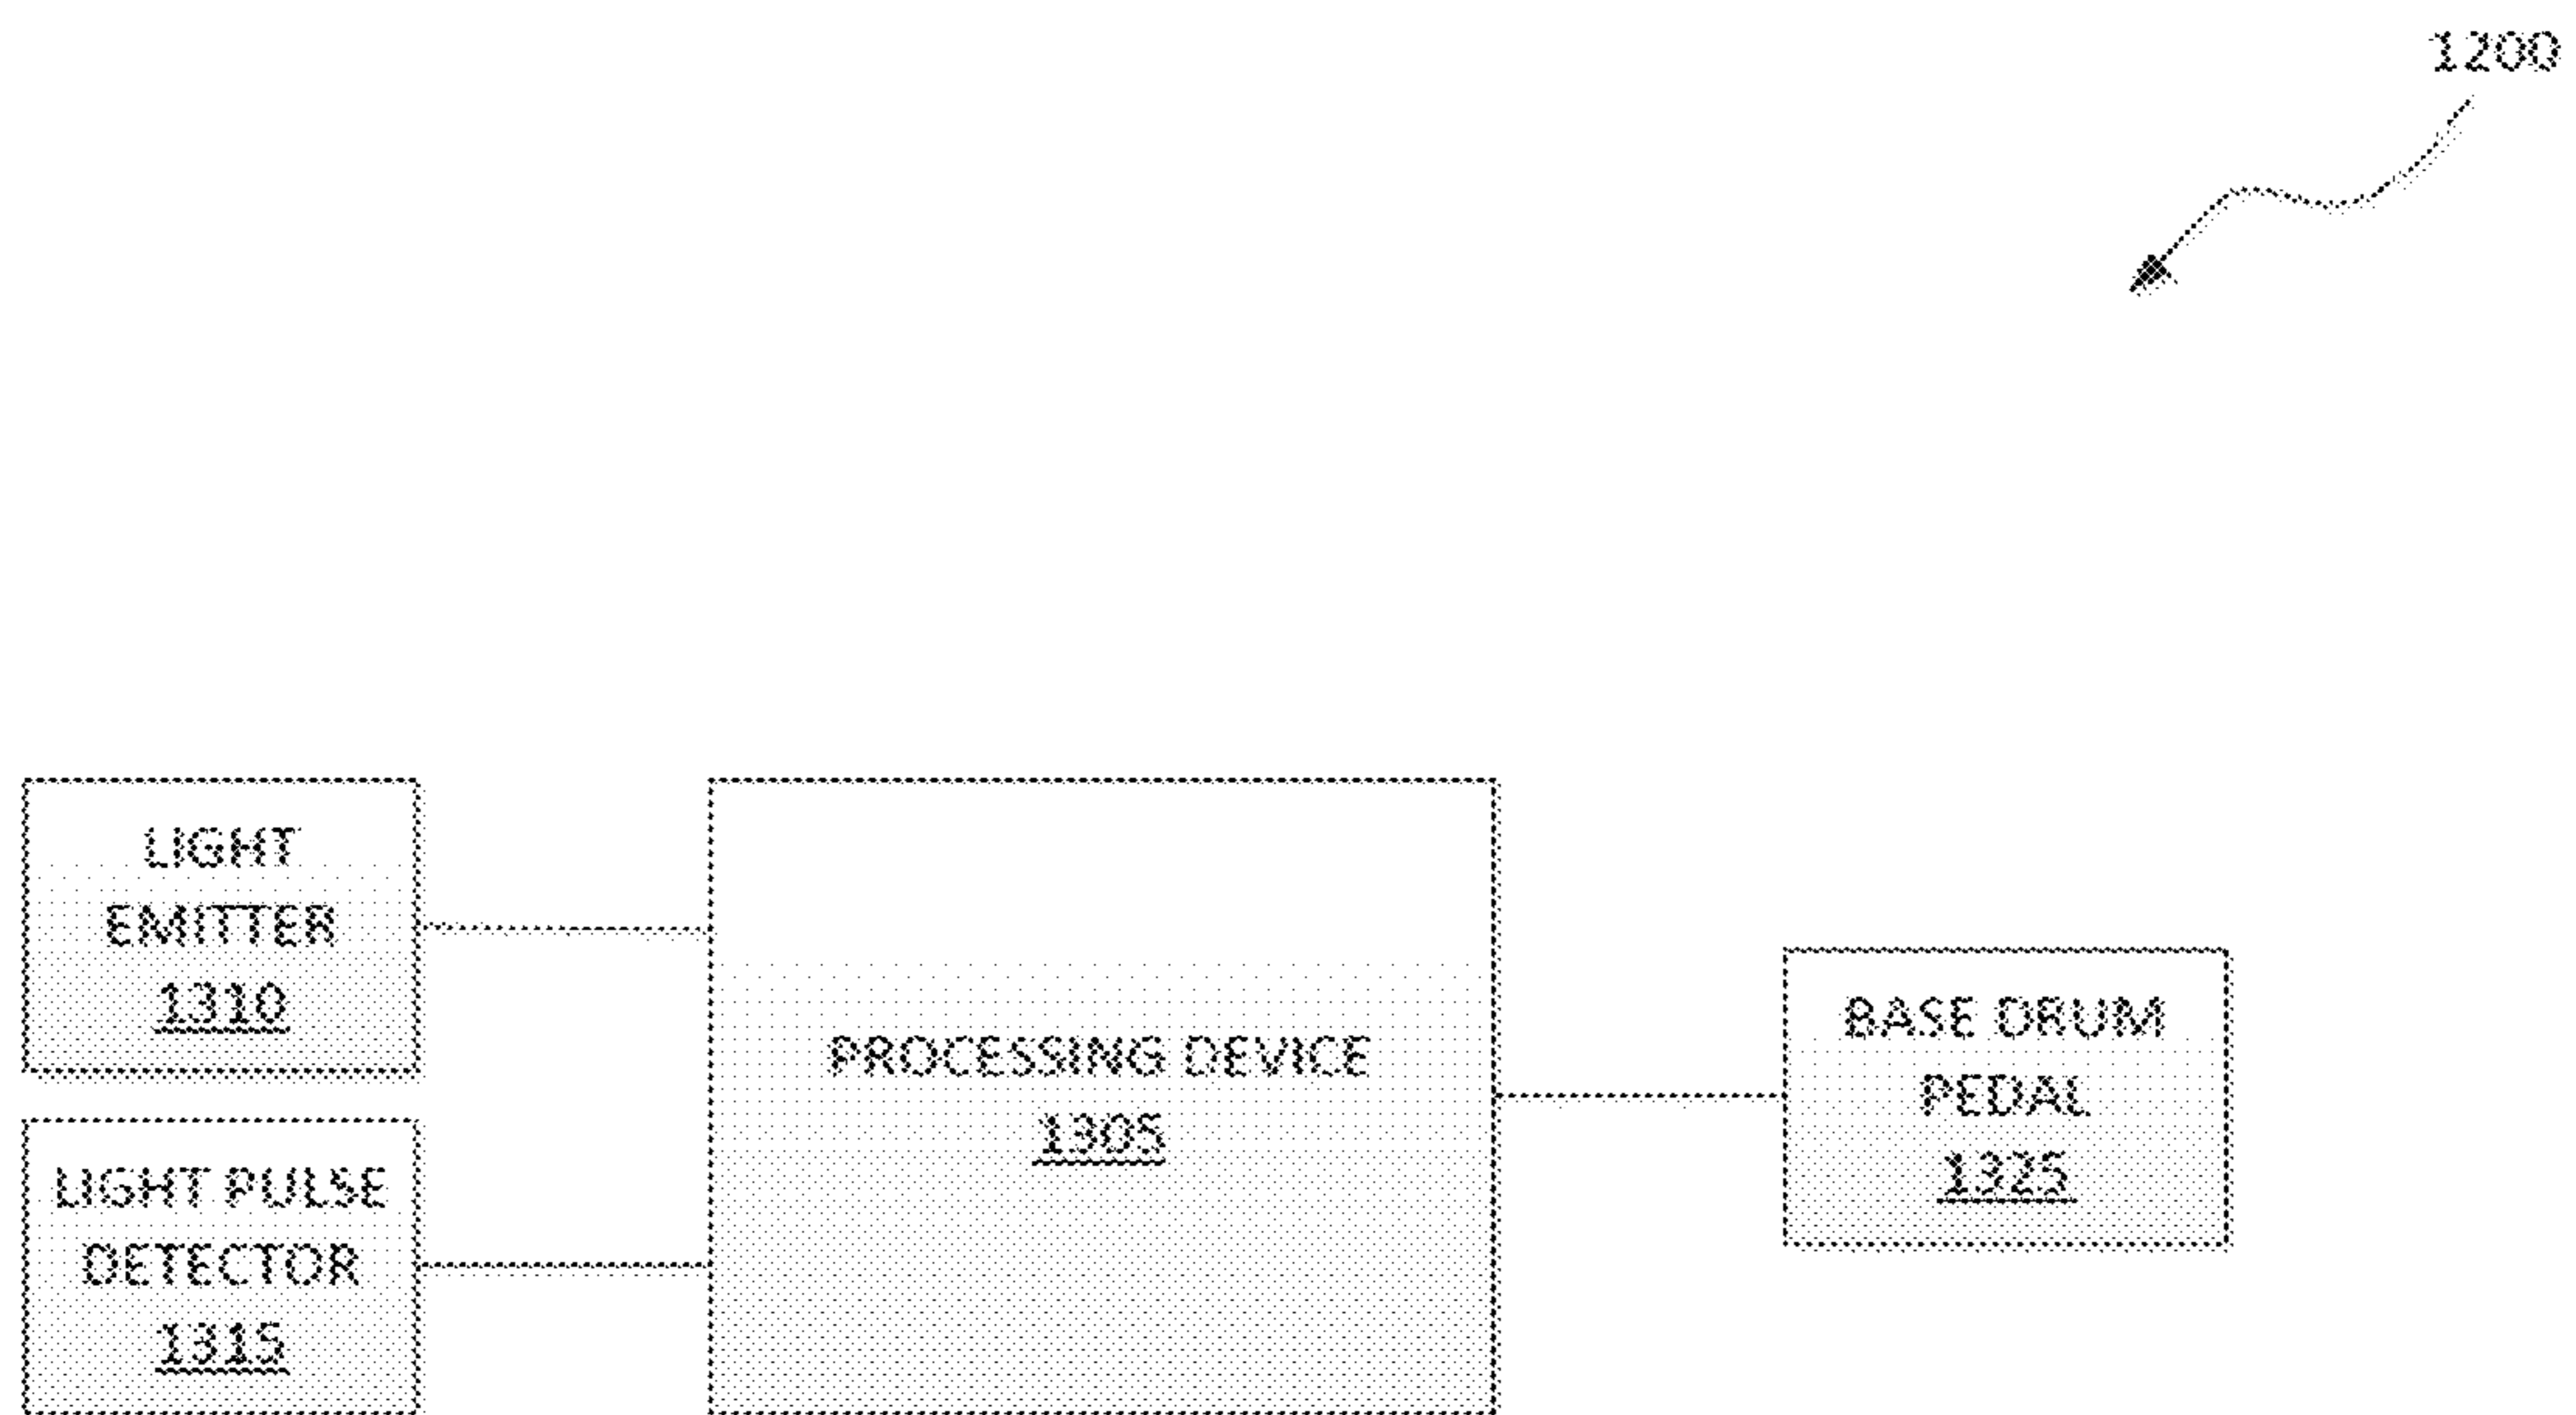 1200
LIGHT
EMITTER
1310
LIGHT PULSE
DETECTOR
1315
PROCESSING DEVICE
1305
BASE DRUM
PEDAL
1325